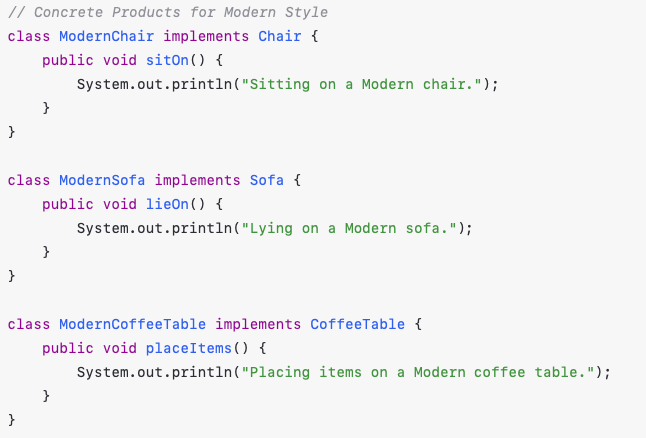 // Concrete Products for Modern Style
class ModernChair implements Chair {
    public void sitOn() {
        System.out.println("Sitting on a Modern chair.");
    }
}

class ModernSofa implements Sofa {
    public void lieOn() {
        System.out.println("Lying on a Modern sofa.");
    }
}

class ModernCoffeeTable implements CoffeeTable {
    public void placeItems() {
        System.out.println("Placing items on a Modern coffee table.");
    }
}